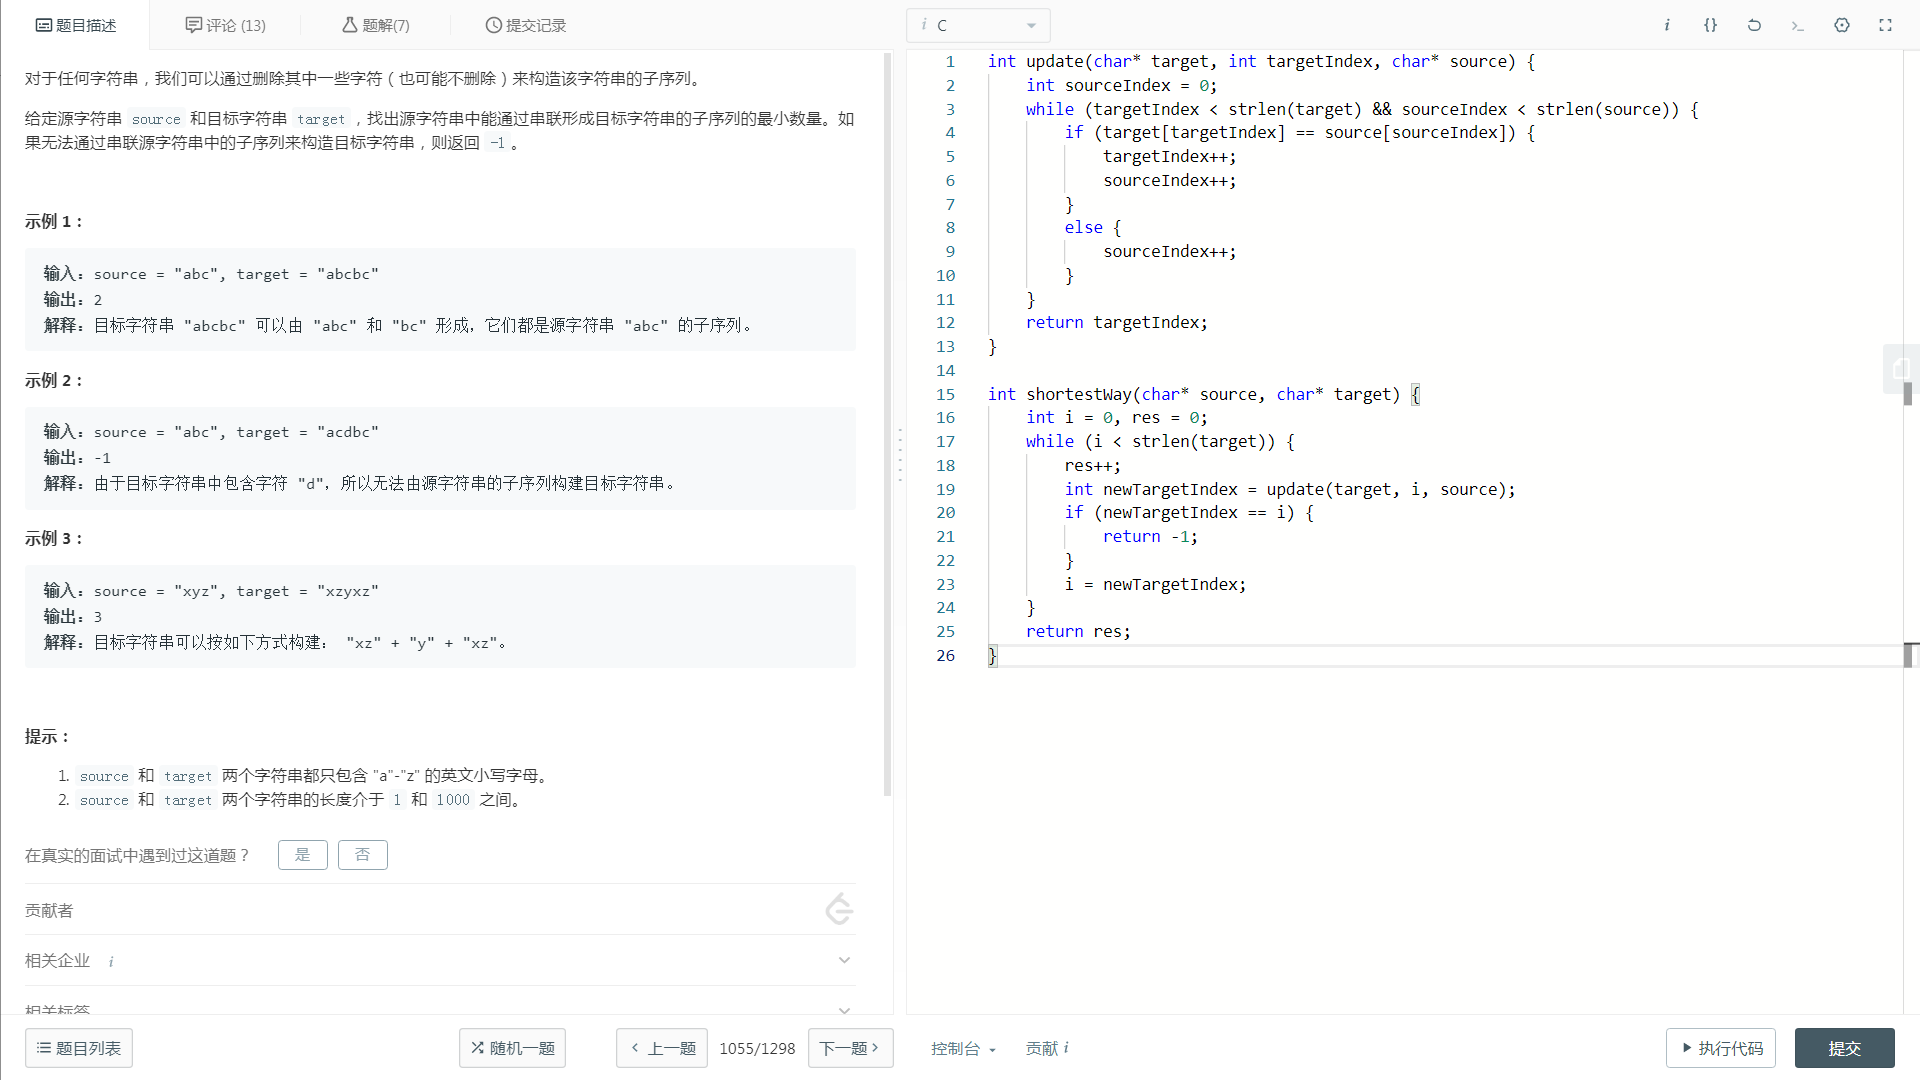 题目描述
评论 (13)
题解(7)
提交记录
对于任何字符串，我们可以通过删除其中一些字符（也可能不删除）来构造该字符串的子序列。
给定源字符串 source 和目标字符串 target ，找出源字符串中能通过串联形成目标字符串的子序列的最小数量。如
果无法通过串联源字符串中的子序列来构造目标字符串，则返回 -1 。
示例 1：
输入：source = "abc", target = "abcbc"
输出：2
解释：目标字符串 "abcbc" 可以由 "abc" 和 "bc" 形成，它们都是源字符串 "abc" 的子序列。
示例 2：
输入：source = "abc", target = "acdbc"
输出：-1
解释：由于目标字符串中包含字符 "d"，所以无法由源字符串的子序列构建目标字符串。
示例 3：
输入：source = "xyz", target = "xzyxz"
输出：3
解释：目标字符串可以按如下方式构建： "xz" + "y" + "xz"。
提示：
1. source 和 target 两个字符串都只包含 "a"-"z" 的英文小写字母。
2. source 和 target 两个字符串的长度介于 1 和 1000 之间。
在真实的面试中遇到过这道题？ 是 否
贡献者
相关企业 i
相关标签
题目列表
随机一题
上一题
1055/1298
下一题
i C
i {} >_
1 int update(char* target, int targetIndex, char* source) {
2 int sourceIndex = 0;
3 while (targetIndex < strlen(target) && sourceIndex < strlen(source)) {
4 if (target[targetIndex] == source[sourceIndex]) {
5 targetIndex++;
6 sourceIndex++;
7 }
8 else {
9 sourceIndex++;
10 }
11 }
12 return targetIndex;
13 }
14
15 int shortestWay(char* source, char* target) {
16 int i = 0, res = 0;
17 while (i < strlen(target)) {
18 res++;
19 int newTargetIndex = update(target, i, source);
20 if (newTargetIndex == i) {
21 return -1;
22 }
23 i = newTargetIndex;
24 }
25 return res;
26 }
控制台
贡献 i
执行代码
提交